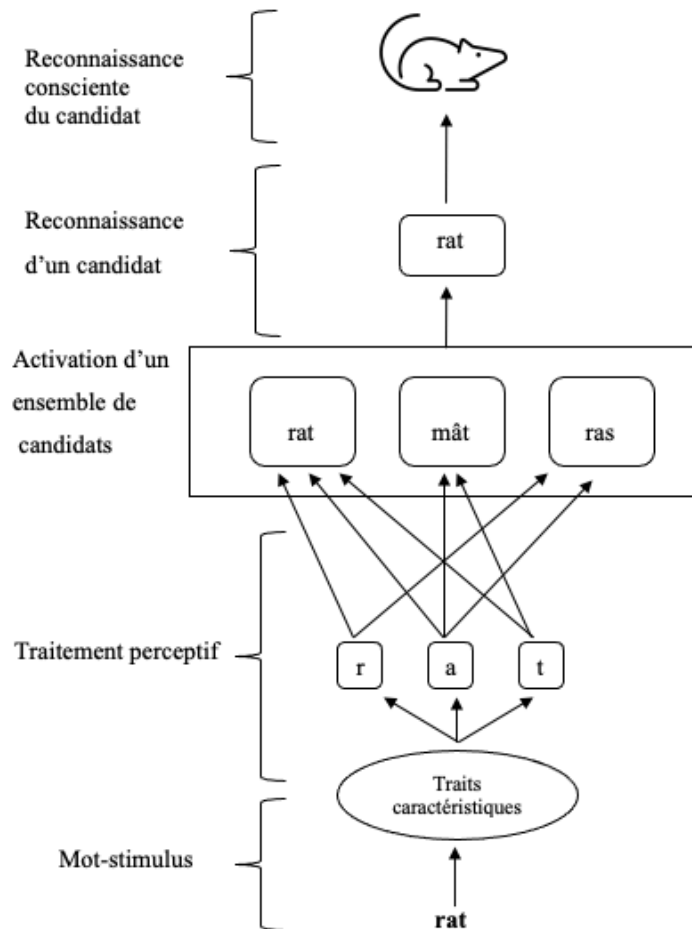 Reconnaissance
consciente
du candidat
Reconnaissance
d’un candidat
rat
Activation d’un
ensemble de
candidats
rat
mât
ras
Traitement perceptif
r
a
t
Traits
caractéristiques
Mot-stimulus
rat